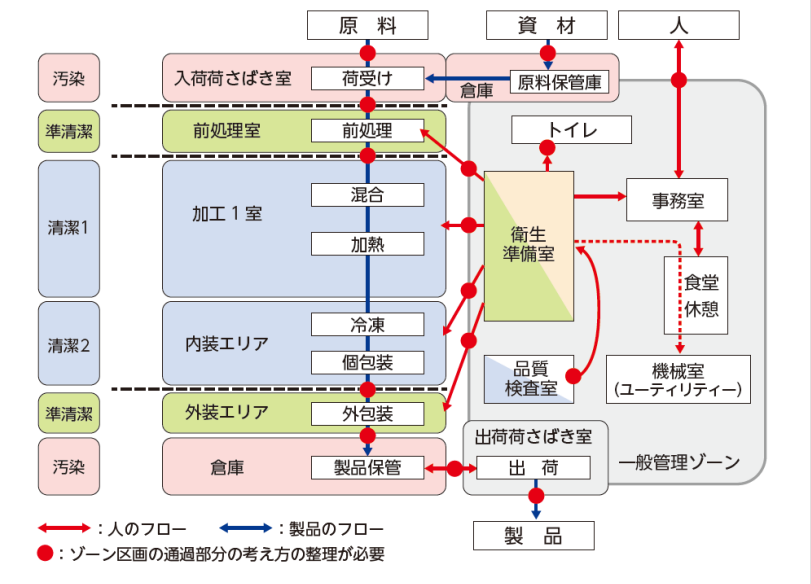 原　料
資　材
人
汚染
入荷荷さばき室
荷受け
倉庫
原料保管庫
準清潔
前処理室
前処理
トイレ
清潔1
加工1室
混合
加熱
衛生
準備室
事務室
食堂
休憩
清潔2
内装エリア
冷凍
個包装
品質
検査室
機械室
（ユーティリティー）
準清潔
外装エリア
外包装
汚染
倉庫
製品保管
出荷荷さばき室
出　荷
一般管理ゾーン
製　品
：人のフロー
：製品のフロー
：ゾーン区画の通過部分の考え方の整理が必要